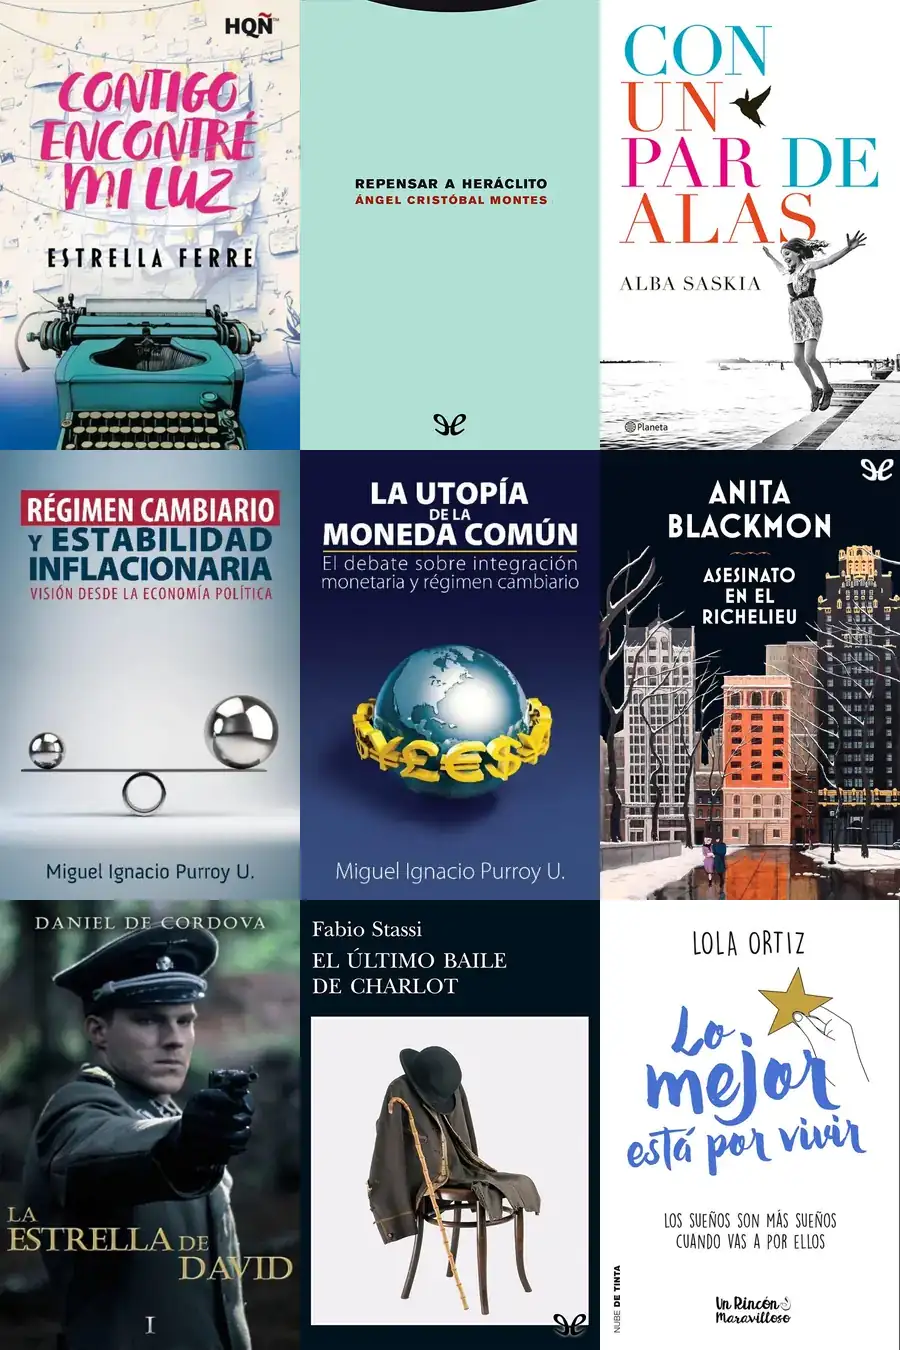 HQÑ
CONTIGO
ENCONTRÉ
MI LUZ
ESTRELLA FERRE
REPENSAR A HERÁCLITO
ÁNGEL CRISTÓBAL MONTES
CON
UN
PAR DE
ALAS
ALBA SASKIA
Planeta
RÉGIMEN CAMBIARIO
Y ESTABILIDAD
INFLACIONARIA
VISIÓN DESDE LA ECONOMÍA POLÍTICA
Miguel Ignacio Purroy U.
LA UTOPÍA
DE LA
MONEDA COMÚN
El debate sobre integración
monetaria y régimen cambiario
¥£€$¥
Miguel Ignacio Purroy U.
ANITA
BLACKMON
ASESINATO
EN EL
RICHELIEU
DANIEL DE CORDOVA
LA
ESTRELLA DE
DAVID
I
Fabio Stassi
EL ÚLTIMO BAILE
DE CHARLOT
LOLA ORTIZ
Lo
mejor
está por vivir
LOS SUEÑOS SON MÁS SUEÑOS
CUANDO VAS A POR ELLOS
NUBE DE TINTA
Un Rincón
Maravilloso